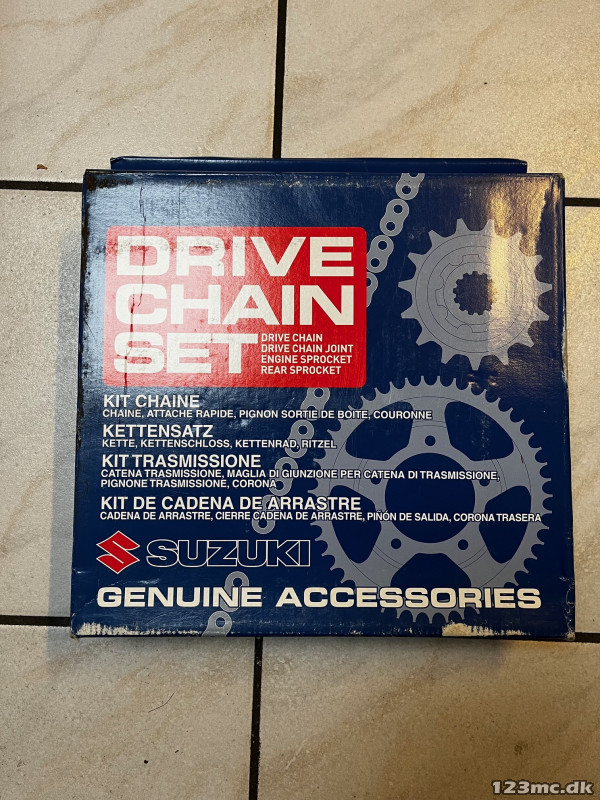 DRIVE
CHAIN
SET
DRIVE CHAIN
DRIVE CHAIN JOINT
ENGINE SPROCKET
REAR SPROCKET
KIT CHAINE
CHAINE, ATTACHE RAPIDE, PIGNON SORTIE DE BOITE, COURONNE
KETTENSATZ
KETTE, KETTENSCHLOSS, KETTENRAD, RITZEL
KIT TRASMISSIONE
CATENA TRASMISSIONE, MAGLIA DI GIUNZIONE PER CATENA DI TRASMISSIONE,
PIGNONE TRASMISSIONE, CORONA
KIT DE CADENA DE ARRASTRE
CADENA DE ARRASTRE, CIERRE CADENA DE ARRASTRE, PIÑON DE SALIDA, CORONA TRASERA
SUZUKI
GENUINE ACCESSORIES
123mc.dk